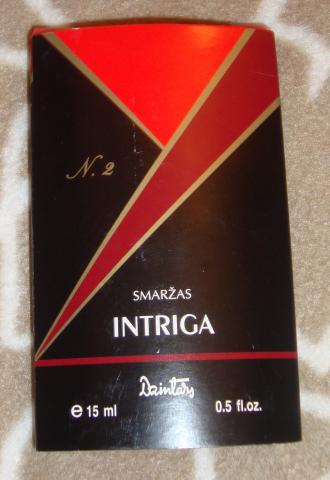 N. 2
SMARŽAS
INTRIGA
Dzintars
℮ 15 ml 0.5 fl.oz.